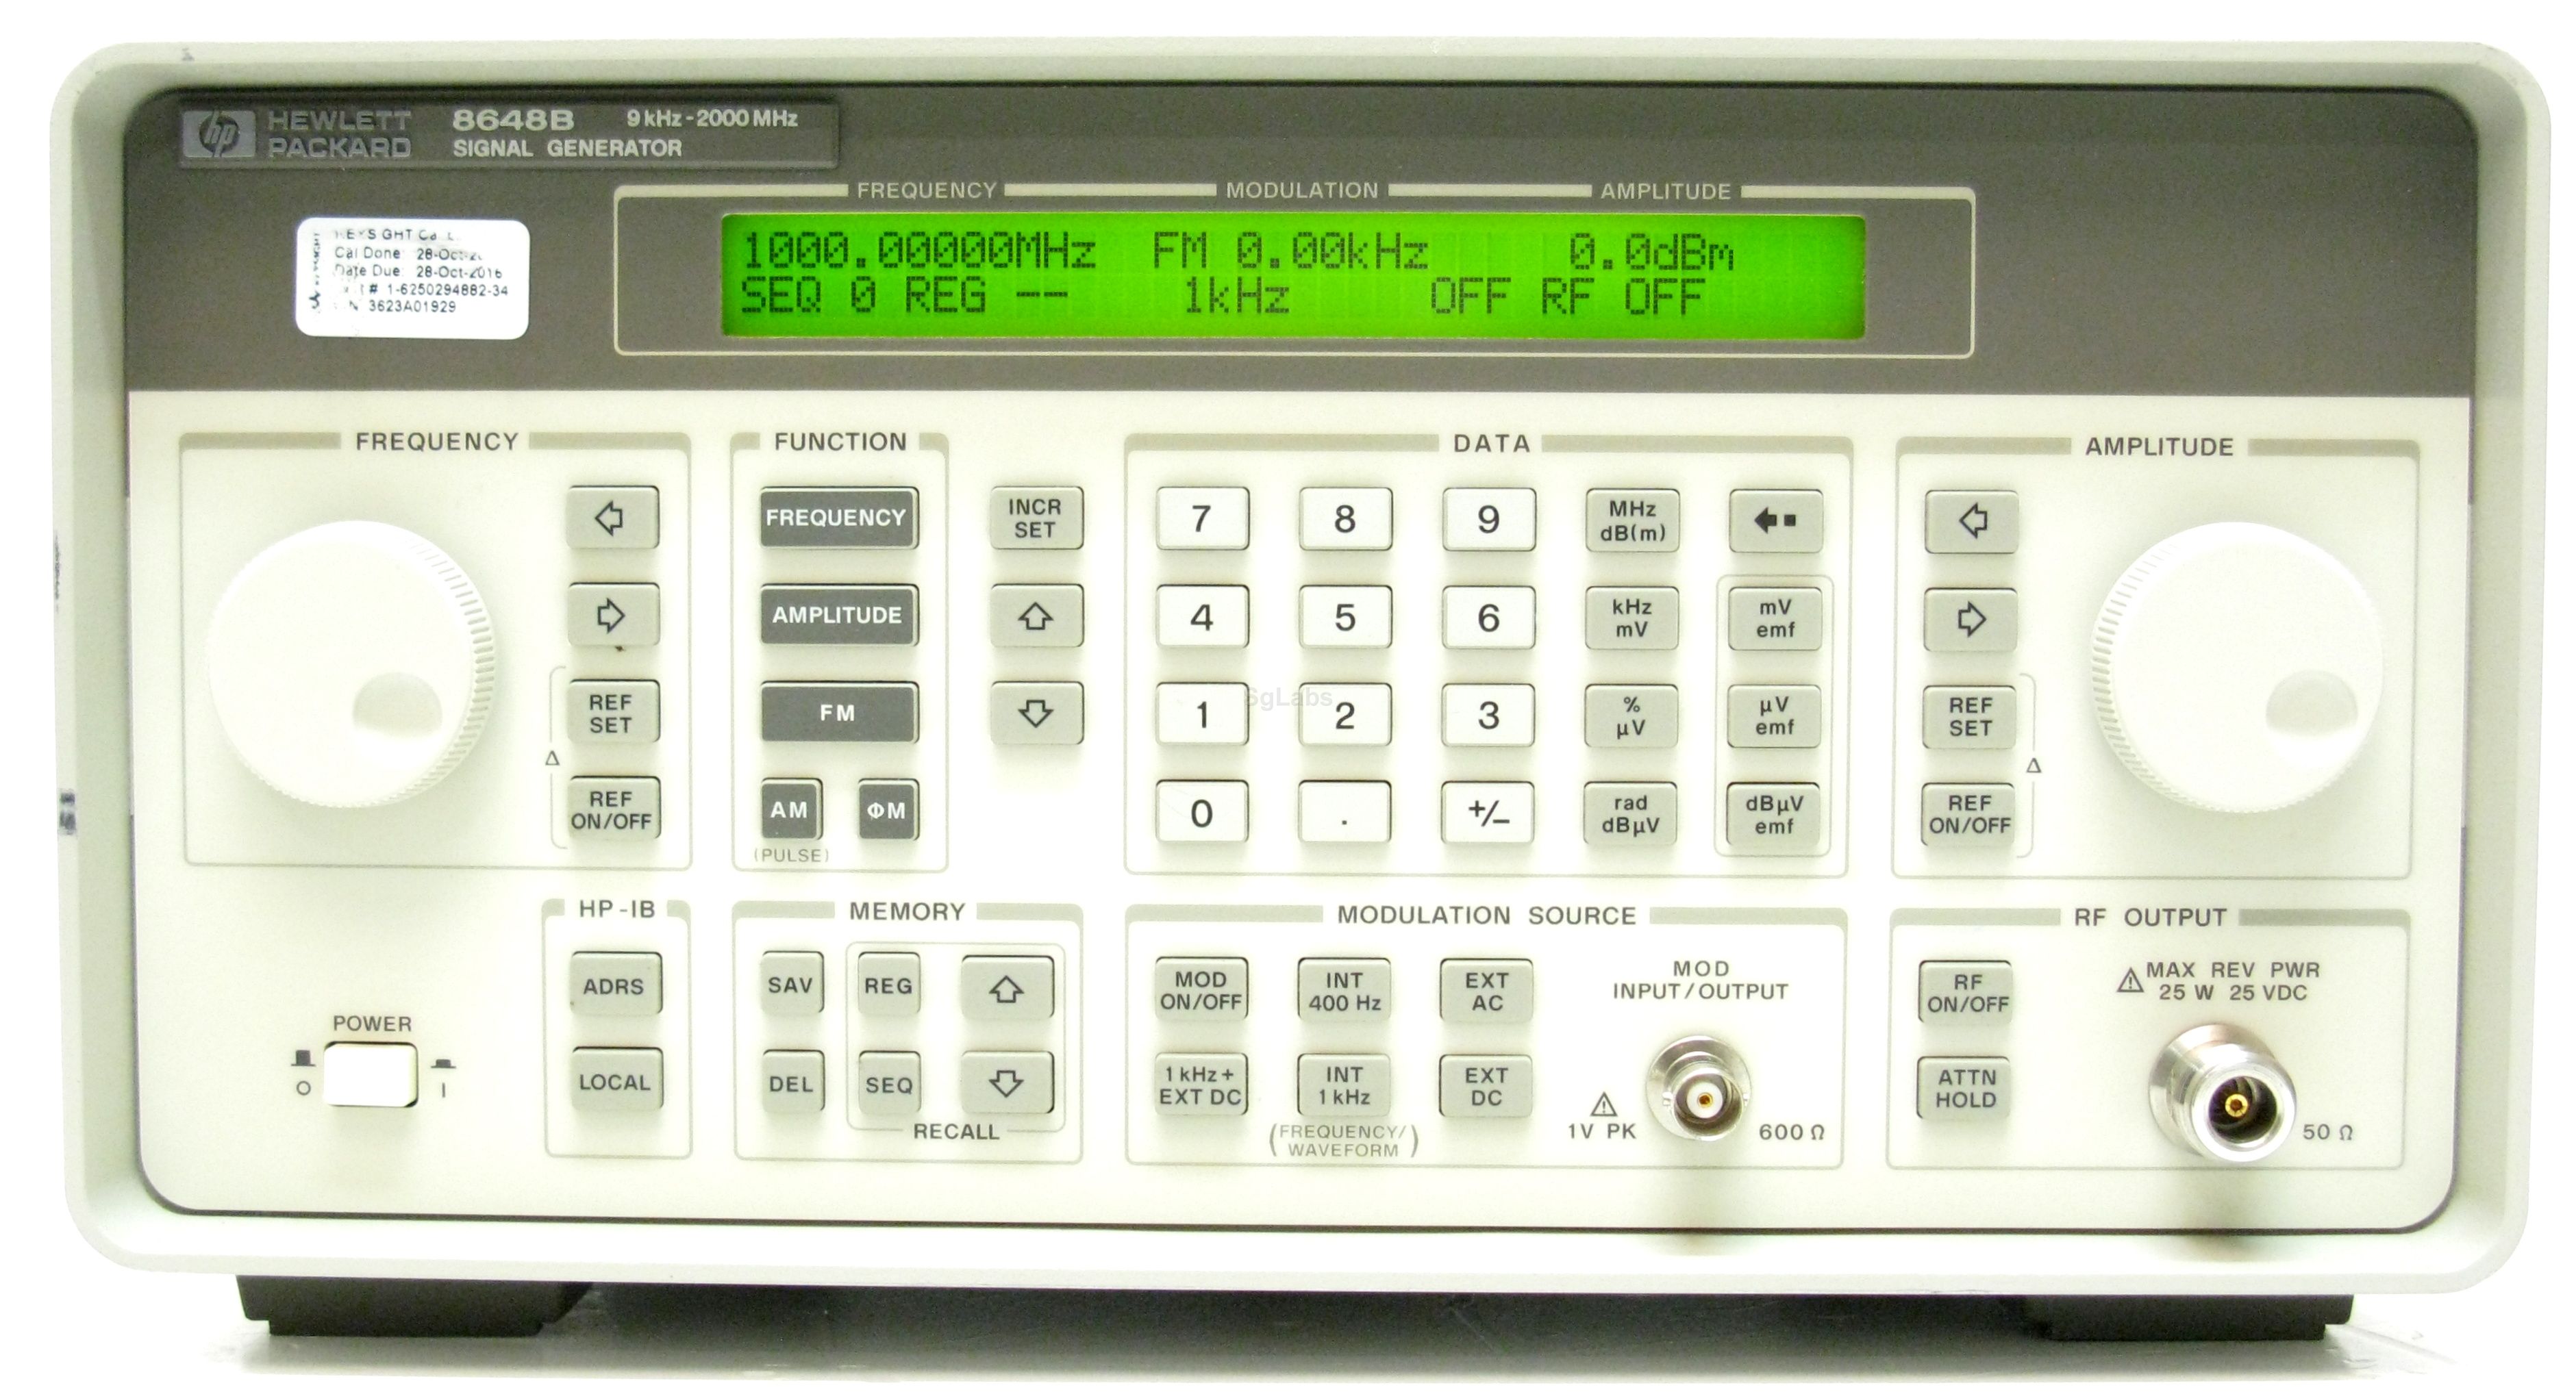 hp HEWLETT PACKARD
8648B 9 kHz - 2000 MHz
SIGNAL GENERATOR
FREQUENCY MODULATION AMPLITUDE
1000.00000MHz FM 0.00kHz 0.0dBm
SEQ 0 REG -- 1kHz OFF RF OFF
Cal Done: 28-Oct-
Date Due: 28-Oct-2016
# 1-6250294882-34
3623A01929
FREQUENCY
REF SET
Δ
REF ON/OFF
FUNCTION
FREQUENCY
AMPLITUDE
FM
AM ΦM
(PULSE)
INCR SET
DATA
7 8 9 MHz dB(m)
4 5 6 kHz mV mV emf
1 2 3 % µV µV emf
0 . +/− rad dBµV dBµV emf
AMPLITUDE
REF SET
Δ
REF ON/OFF
SgLabs
POWER
O I
HP-IB
ADRS
LOCAL
MEMORY
SAV REG
DEL SEQ
RECALL
MODULATION SOURCE
MOD ON/OFF INT 400 Hz EXT AC
1 kHz + EXT DC INT 1 kHz EXT DC
(FREQUENCY/ WAVEFORM)
MOD INPUT/OUTPUT
1V PK 600 Ω
RF OUTPUT
RF ON/OFF
ATTN HOLD
MAX REV PWR
25 W 25 VDC
50 Ω